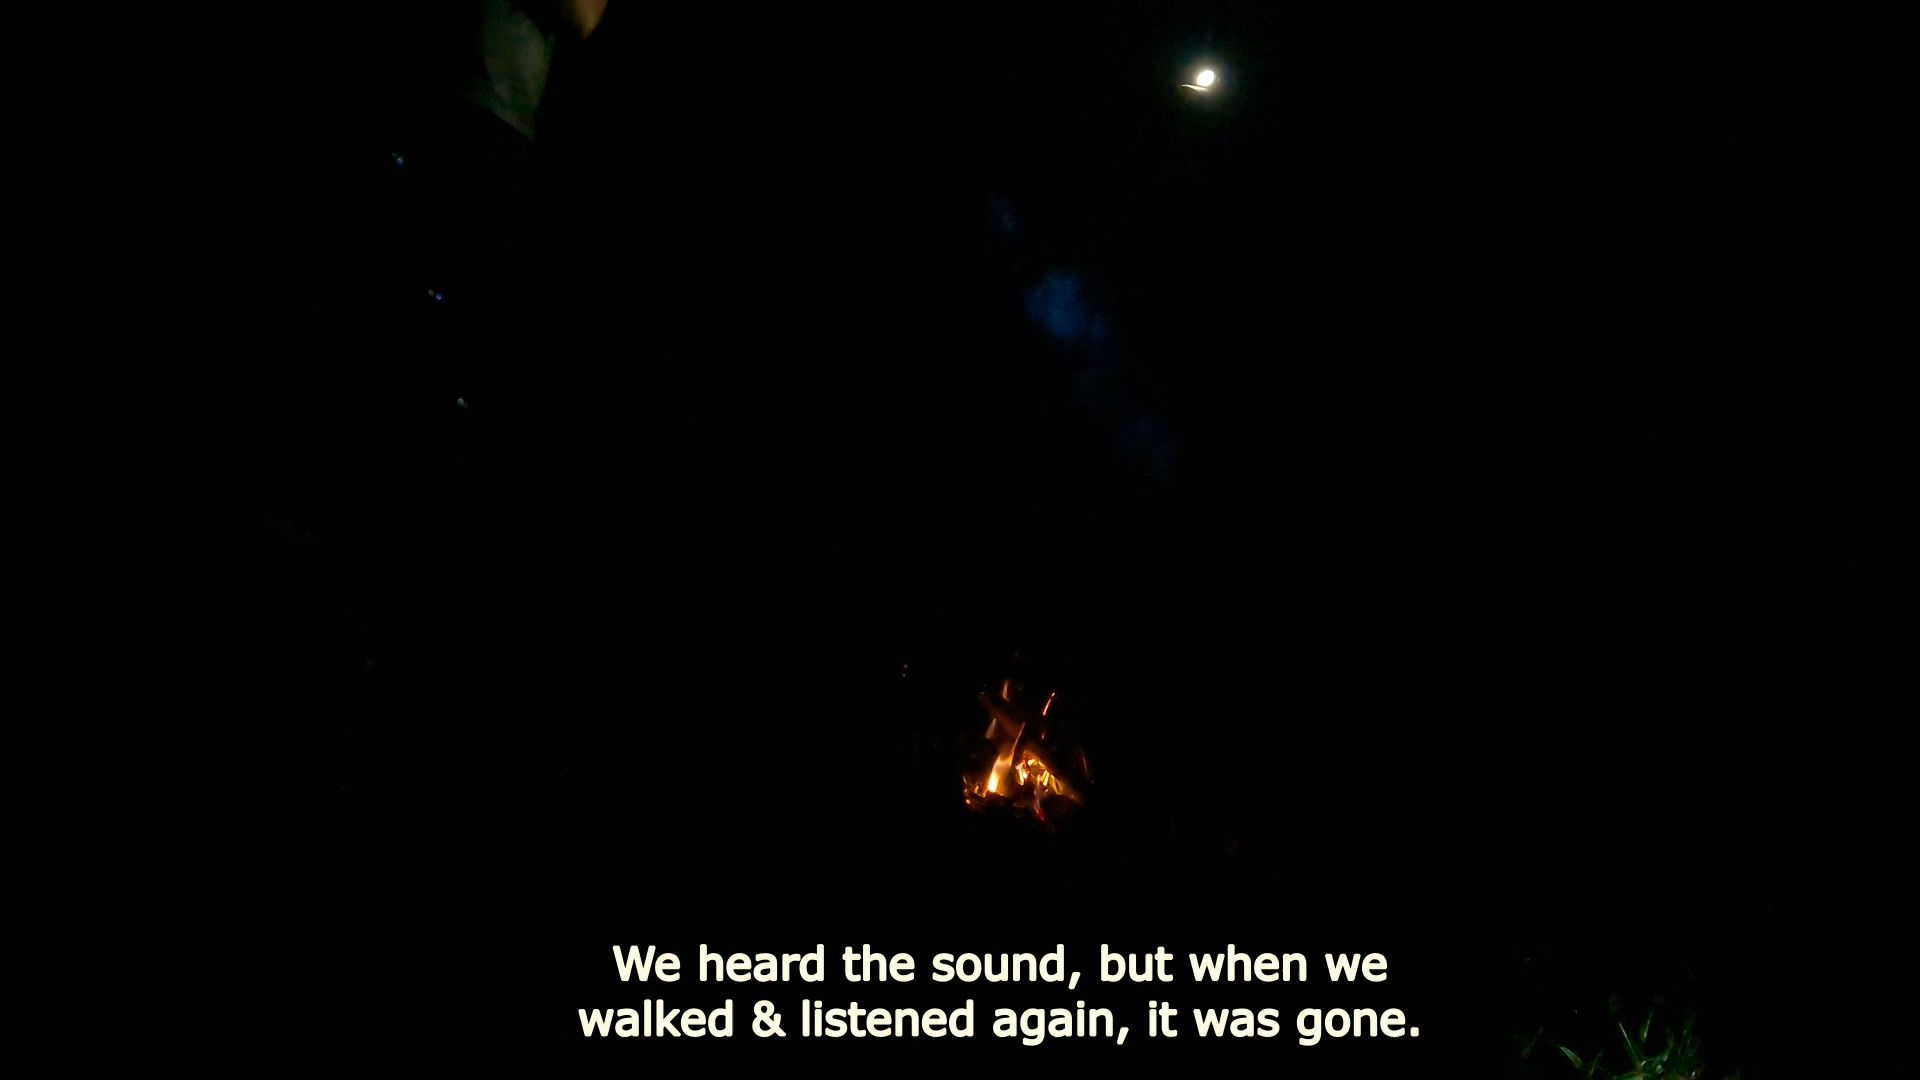 We heard the sound, but when we
walked & listened again, it was gone.